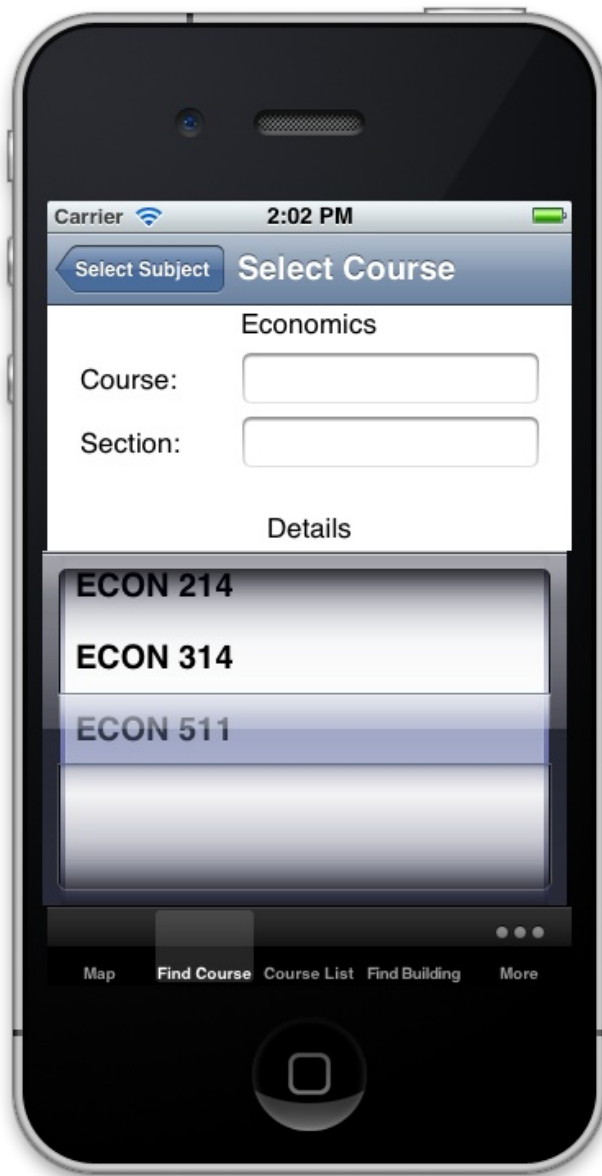 Carrier 2:02 PM
Select Subject Select Course
Economics
Course:
Section:
Details
ECON 214
ECON 314
ECON 511
Map Find Course Course List Find Building More